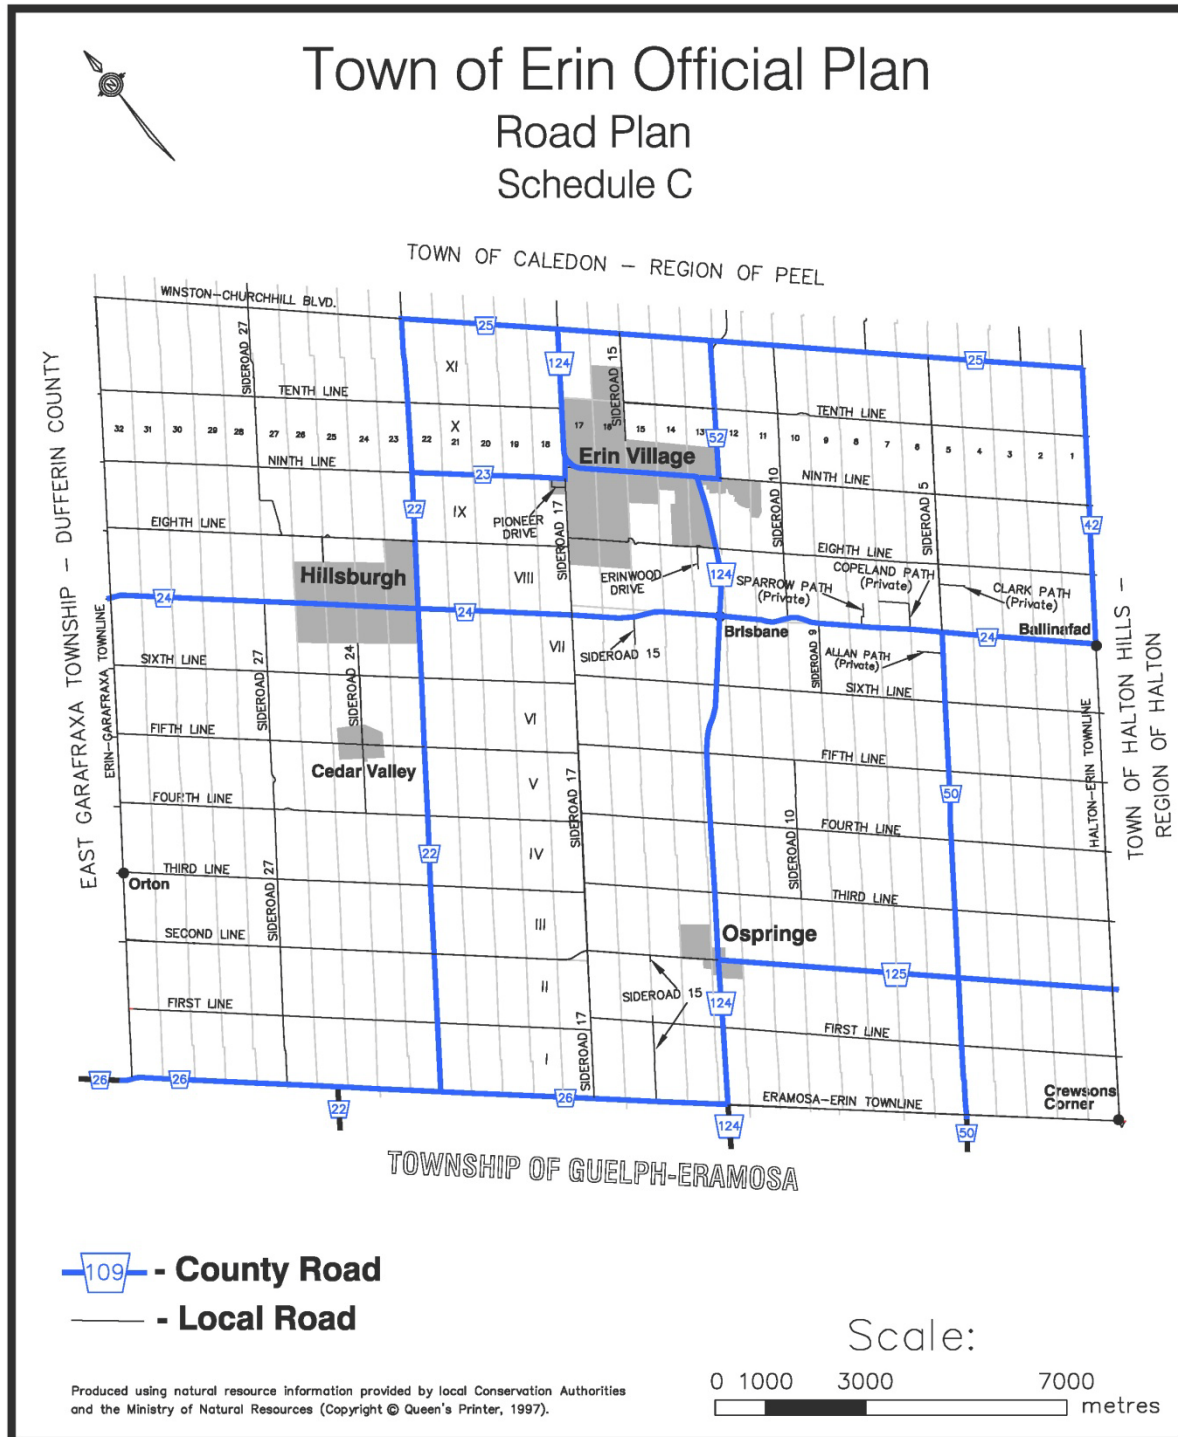 N
Town of Erin Official Plan
Road Plan
Schedule C
TOWN OF CALEDON – REGION OF PEEL
WINSTON–CHURCHHILL BLVD.
25
25
SIDEROAD 27
XI
124
SIDEROAD 15
TENTH LINE
TENTH LINE
X
32 31 30 29 28 27 26 25 24 23 22 21 20 19 18 17 16 15 14 13 12 11 10 9 8 7 6 5 4 3 2 1
52
Erin Village
NINTH LINE
23
NINTH LINE
SIDEROAD 10
SIDEROAD 5
42
22
IX
PIONEER
DRIVE
SIDEROAD 17
EIGHTH LINE
EIGHTH LINE
Hillsburgh
VIII
ERINWOOD
DRIVE
124
SPARROW PATH
(Private)
COPELAND PATH
(Private)
CLARK PATH
(Private)
24
24
Brisbane
Ballinafad
24
EAST GARAFRAXA TOWNSHIP – DUFFERIN COUNTY
ERIN–GARAFRAXA TOWNLINE
TOWN OF HALTON HILLS –
REGION OF HALTON
HALTON–ERIN TOWNLINE
SIXTH LINE
SIDEROAD 27
SIDEROAD 24
VII
SIDEROAD 15
SIDEROAD 9
ALLAN PATH
(Private)
SIXTH LINE
FIFTH LINE
VI
FIFTH LINE
Cedar Valley
V
SIDEROAD 17
50
FOURTH LINE
FOURTH LINE
SIDEROAD 10
22
IV
THIRD LINE
THIRD LINE
Orton
SIDEROAD 27
III
Ospringe
SECOND LINE
125
II
SIDEROAD 15
124
FIRST LINE
FIRST LINE
SIDEROAD 17
I
26
26
26
ERAMOSA–ERIN TOWNLINE
Crewsons
Corner
22
124
50
TOWNSHIP OF GUELPH-ERAMOSA
109 - County Road
- Local Road
Scale:
0 1000 3000 7000
metres
Produced using natural resource information provided by local Conservation Authorities
and the Ministry of Natural Resources (Copyright © Queen's Printer, 1997).